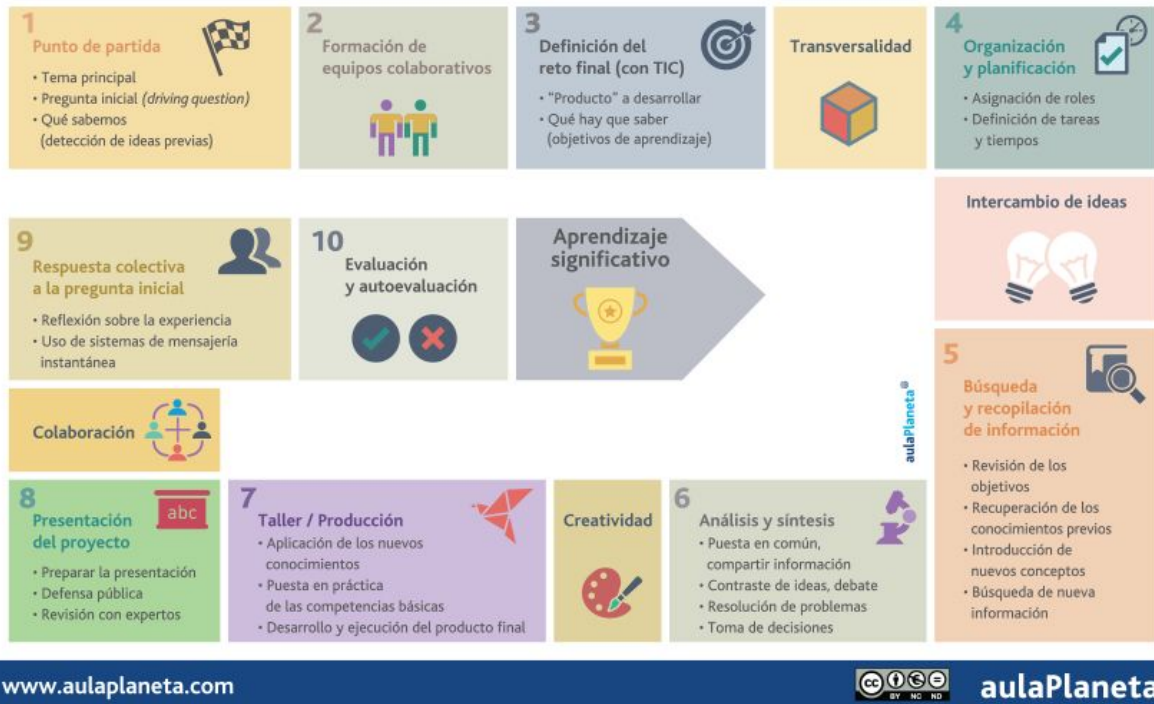 1
Punto de partida
• Tema principal
• Pregunta inicial (driving question)
• Qué sabemos
(detección de ideas previas)
2
Formación de
equipos colaborativos
3
Definición del
reto final (con TIC)
• "Producto" a desarrollar
• Qué hay que saber
(objetivos de aprendizaje)
Transversalidad
4
Organización
y planificación
• Asignación de roles
• Definición de tareas
y tiempos
Intercambio de ideas
5
Búsqueda
y recopilación
de información
• Revisión de los
objetivos
• Recuperación de los
conocimientos previos
• Introducción de
nuevos conceptos
• Búsqueda de nueva
información
6
Análisis y síntesis
• Puesta en común,
compartir información
• Contraste de ideas, debate
• Resolución de problemas
• Toma de decisiones
Creatividad
7
Taller / Producción
• Aplicación de los nuevos
conocimientos
• Puesta en práctica
de las competencias básicas
• Desarrollo y ejecución del producto final
8
Presentación
del proyecto
abc
• Preparar la presentación
• Defensa pública
• Revisión con expertos
Colaboración
9
Respuesta colectiva
a la pregunta inicial
• Reflexión sobre la experiencia
• Uso de sistemas de mensajería
instantánea
10
Evaluación
y autoevaluación
Aprendizaje
significativo
aulaPlaneta
www.aulaplaneta.com
cc
BY NC ND
aulaPlaneta